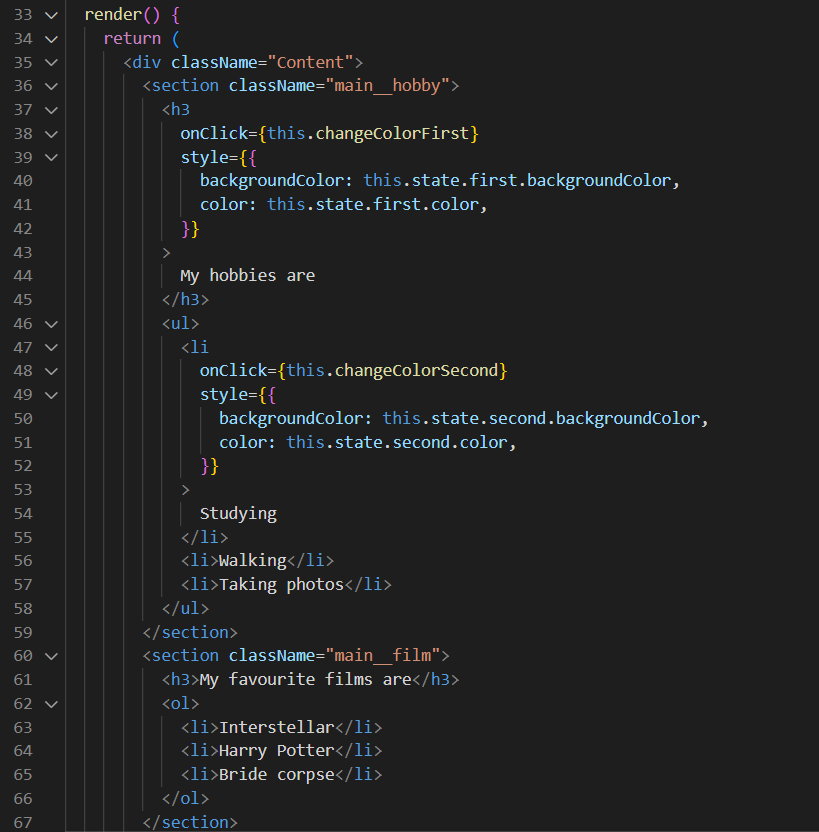 33 render() {
34 return (
35 <div className="Content">
36 <section className="main__hobby">
37 <h3
38 onClick={this.changeColorFirst}
39 style={{
40 backgroundColor: this.state.first.backgroundColor,
41 color: this.state.first.color,
42 }}
43 >
44 My hobbies are
45 </h3>
46 <ul>
47 <li
48 onClick={this.changeColorSecond}
49 style={{
50 backgroundColor: this.state.second.backgroundColor,
51 color: this.state.second.color,
52 }}
53 >
54 Studying
55 </li>
56 <li>Walking</li>
57 <li>Taking photos</li>
58 </ul>
59 </section>
60 <section className="main__film">
61 <h3>My favourite films are</h3>
62 <ol>
63 <li>Interstellar</li>
64 <li>Harry Potter</li>
65 <li>Bride corpse</li>
66 </ol>
67 </section>